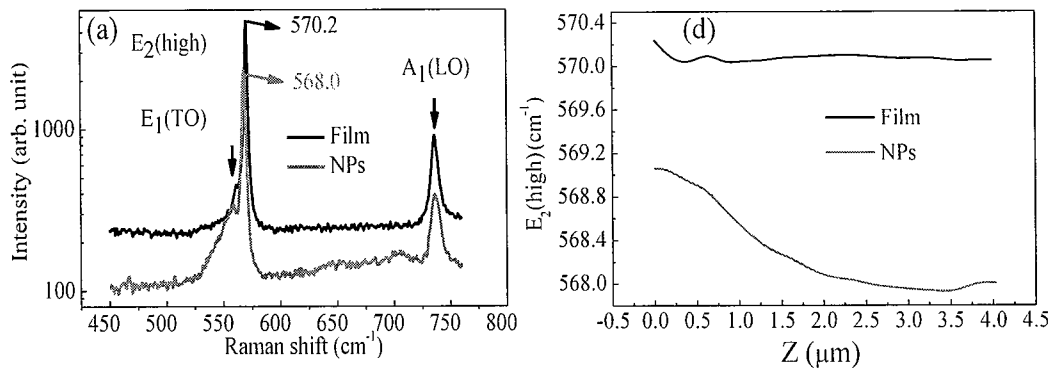 (a)
E2(high)
570.2
568.0
A1(LO)
E1(TO)
Film
NPs
1000
100
Intensity (arb. unit)
450 500 550 600 650 700 750 800
Raman shift (cm-1)
(d)
570.4
570.0
569.6
569.2
568.8
568.4
568.0
E2(high)(cm-1)
Film
NPs
-0.5 0.0 0.5 1.0 1.5 2.0 2.5 3.0 3.5 4.0 4.5
Z (μm)